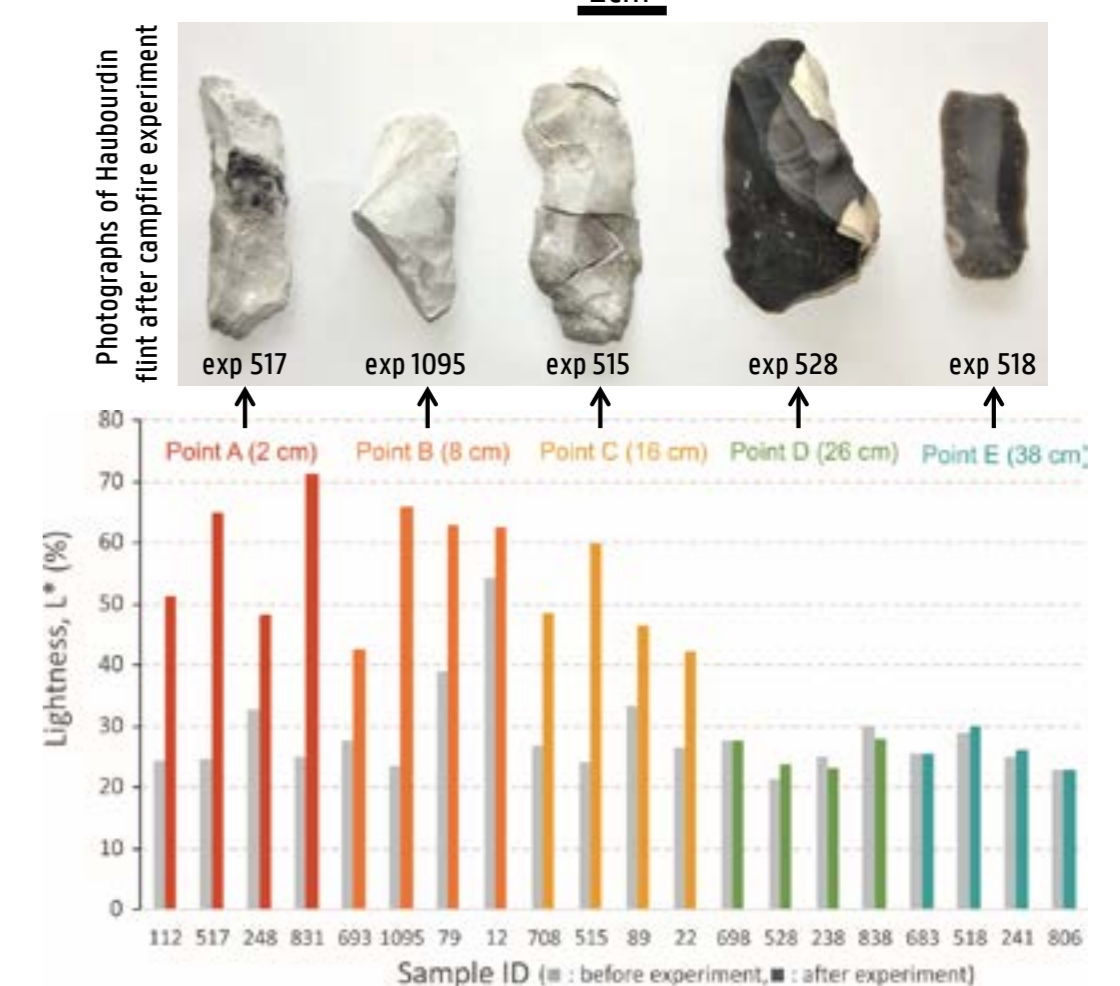 2cm
Photographs of Haubourdin
flint after campfire experiment
exp 517
exp 1095
exp 515
exp 528
exp 518
Point A (2 cm)
Point B (8 cm)
Point C (16 cm)
Point D (26 cm)
Point E (38 cm)
Lightness, L* (%)
80
70
60
50
40
30
20
10
0
112 517 248 831 693 1095 79 12 708 515 89 22 698 528 238 838 683 518 241 806
Sample ID (■ : before experiment, ■ : after experiment)